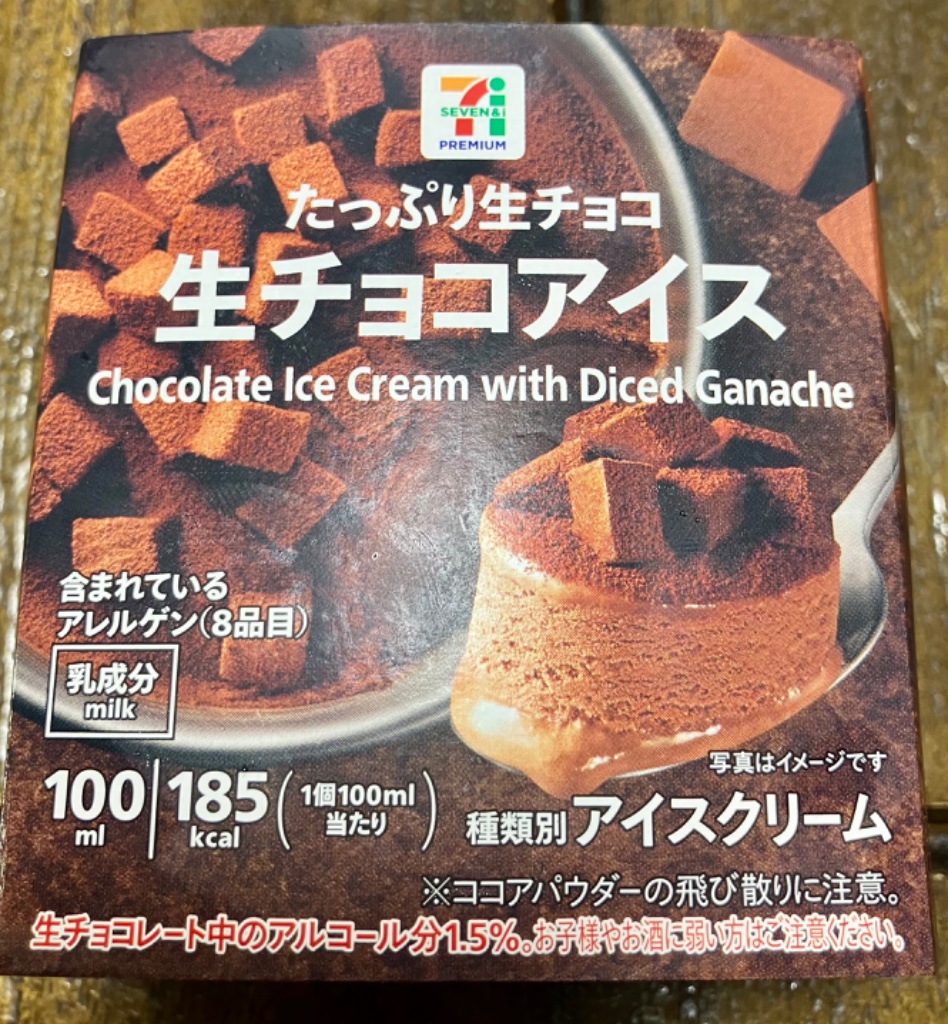 SEVEN&i
PREMIUM
たっぷり生チョコ
生チョコアイス
Chocolate Ice Cream with Diced Ganache
含まれている
アレルゲン(8品目)
乳成分
milk
写真はイメージです
100 ml
185 kcal
(1個100ml
当たり)
種類別 アイスクリーム
※ココアパウダーの飛び散りに注意。
生チョコレート中のアルコール分1.5%。お子様やお酒に弱い方はご注意ください。